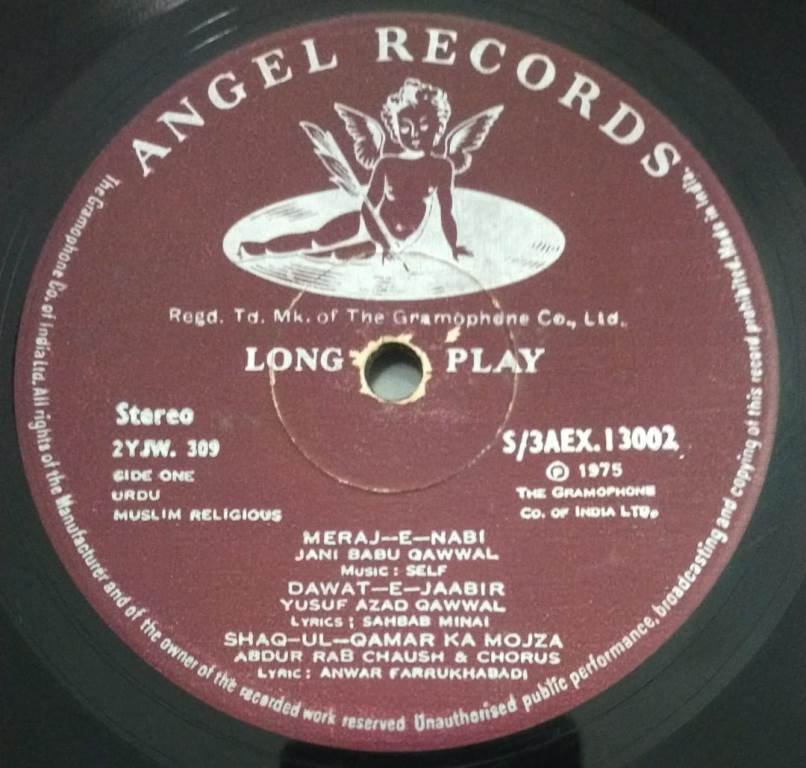 ANGEL RECORDS
Regd. Td. Mk. of The Gramophone Co., Ltd.
LONG PLAY
Stereo
2YJW. 309
SIDE ONE
URDU
MUSLIM RELIGIOUS
S/3AEX.13002
℗ 1975
THE GRAMOPHONE
CO. OF INDIA LTD.
MERAJ-E-NABI
JANI BABU QAWWAL
MUSIC : SELF
DAWAT-E-JAABIR
YUSUF AZAD QAWWAL
LYRICS ; SAHBAB MINAI
SHAQ-UL-QAMAR KA MOJZA
ABDUR RAB CHAUSH & CHORUS
LYRIC : ANWAR FARRUKHABADI
The Gramophone Co. of India Ltd. All rights of the Manufacturer and of the owner of the recorded work reserved Unauthorised public performance, broadcasting and copying of this record prohibited. Made in India.